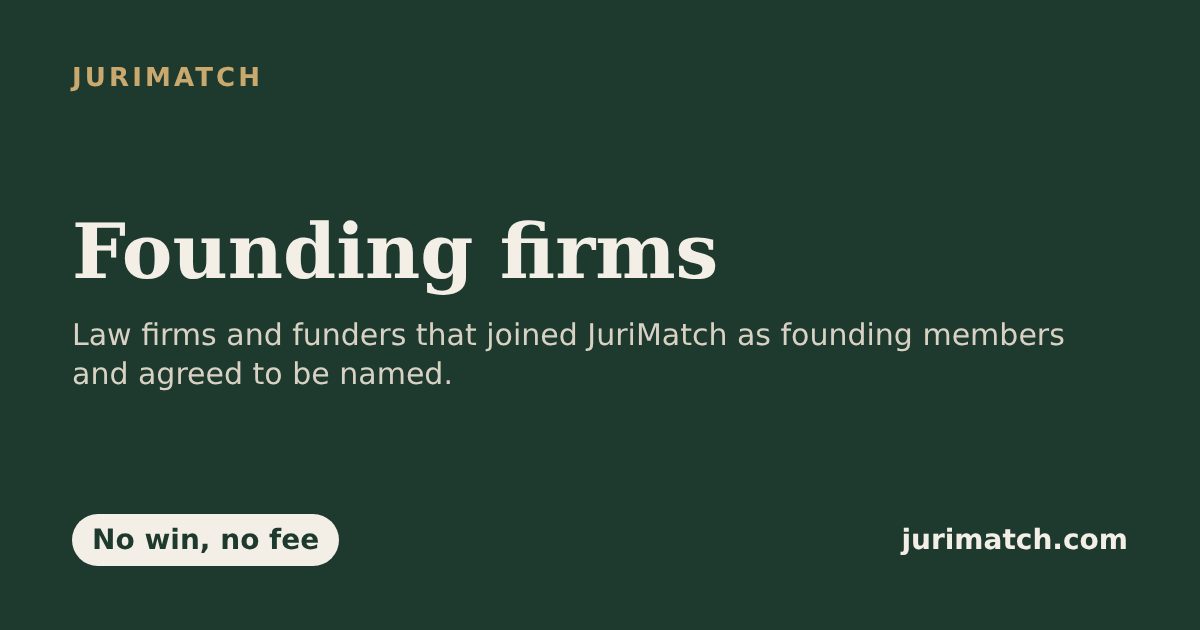 JURIMATCH
Founding firms
Law firms and funders that joined JuriMatch as founding members
and agreed to be named.
No win, no fee
jurimatch.com